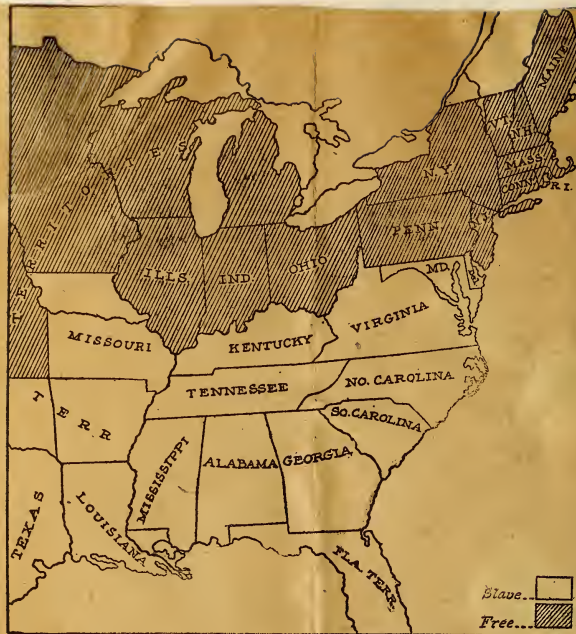 MAINE
VT.
N.H.
MASS.
CONN.
R.I.
N.Y.
PENN.
TERRITORIES
ILLS.
IND.
OHIO
MD.
VIRGINIA
MISSOURI
KENTUCKY
TENNESSEE
NO. CAROLINA
TERR
SO. CAROLINA
MISSISSIPPI
ALABAMA
GEORGIA
TEXAS
LOUISIANA
FLA. TERR.
Slave...
Free...